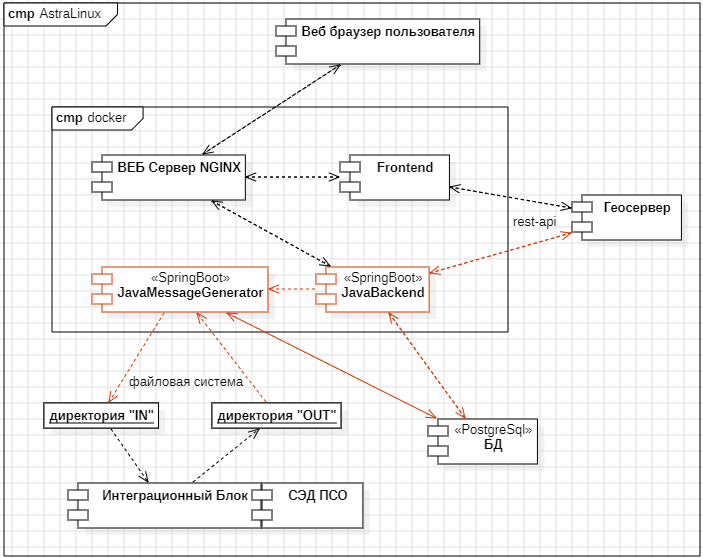 cmp AstraLinux
Веб браузер пользователя
cmp docker
ВЕБ Сервер NGINX
Frontend
Геосервер
rest-api
«SpringBoot»
JavaMessageGenerator
«SpringBoot»
JavaBackend
файловая система
директория "IN"
директория "OUT"
«PostgreSql»
БД
Интеграционный Блок
СЭД ПСО